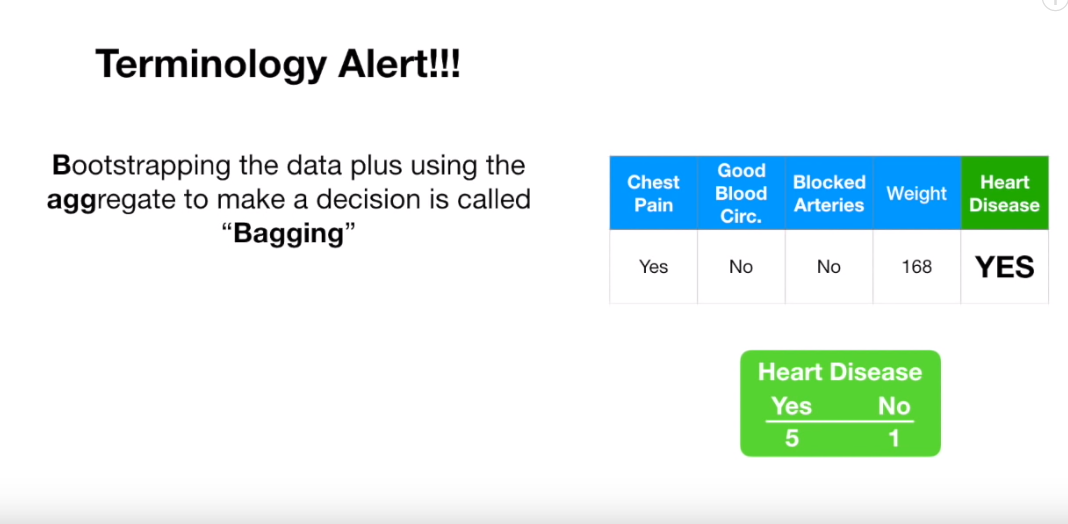 Terminology Alert!!!
Bootstrapping the data plus using the
aggregate to make a decision is called
“Bagging”
Chest Pain
Good Blood Circ.
Blocked Arteries
Weight
Heart Disease
Yes
No
No
168
YES
Heart Disease
Yes No
5 1